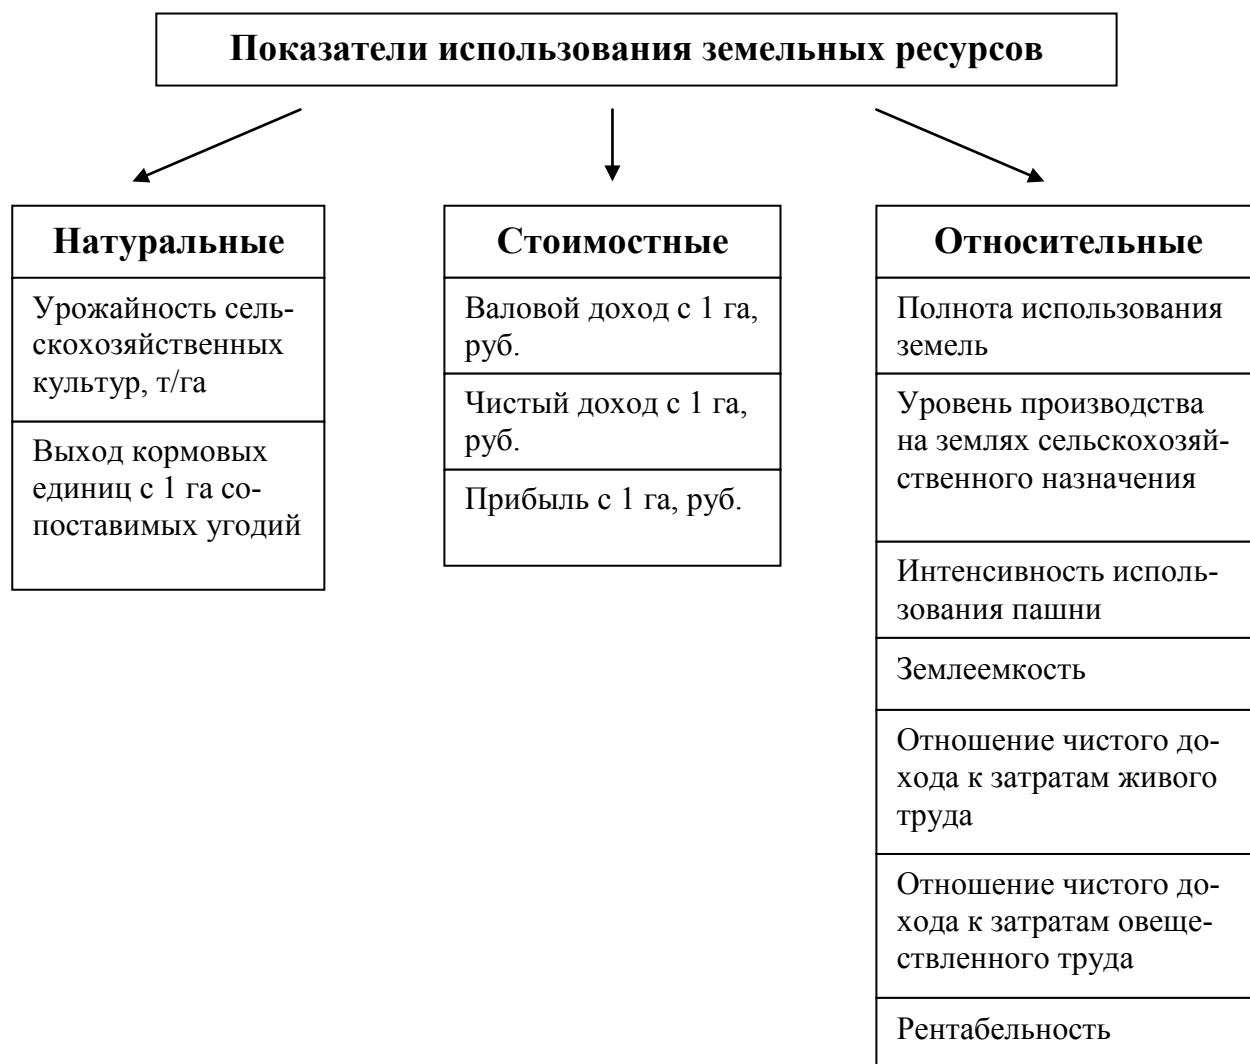 Показатели использования земельных ресурсов
Натуральные
Урожайность сель-
скохозяйственных
культур, т/га
Выход кормовых
единиц с 1 га со-
поставимых угодий
Стоимостные
Валовой доход с 1 га,
руб.
Чистый доход с 1 га,
руб.
Прибыль с 1 га, руб.
Относительные
Полнота использования
земель
Уровень производства
на землях сельскохозяй-
ственного назначения
Интенсивность исполь-
зования пашни
Землеемкость
Отношение чистого до-
хода к затратам живого
труда
Отношение чистого до-
хода к затратам овеще-
ствленного труда
Рентабельность